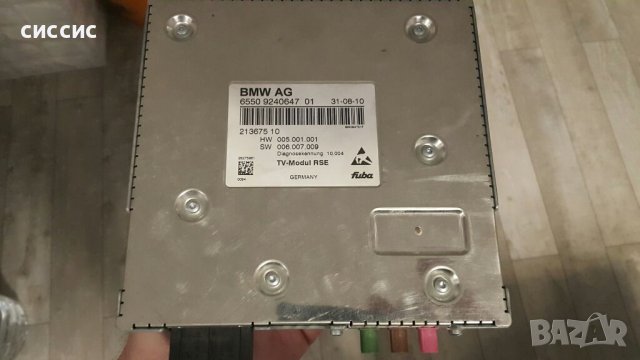 сиссис
BMW AG
6550 9240647 01 31-08-10
213675 10
HW 005.001.001
SW 006.007.009
Diagnosekennung 10.004
TV-Modul RSE
GERMANY
fuba
BAZAR